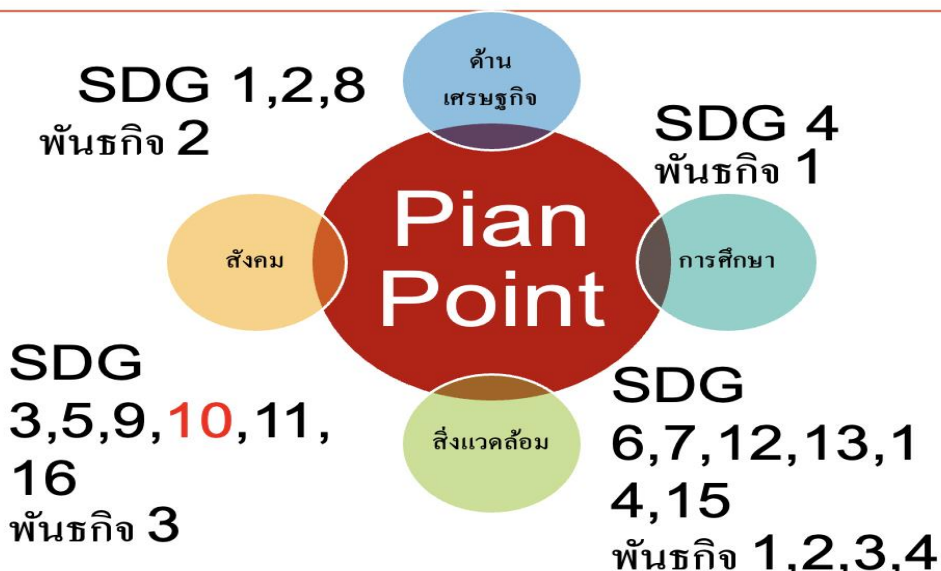 ด้าน
เศรษฐกิจ
SDG 1,2,8
พันธกิจ 2
SDG 4
พันธกิจ 1
Pian
Point
สังคม
การศึกษา
SDG
3,5,9,10,11,
16
พันธกิจ 3
สิ่งแวดล้อม
SDG
6,7,12,13,1
4,15
พันธกิจ 1,2,3,4